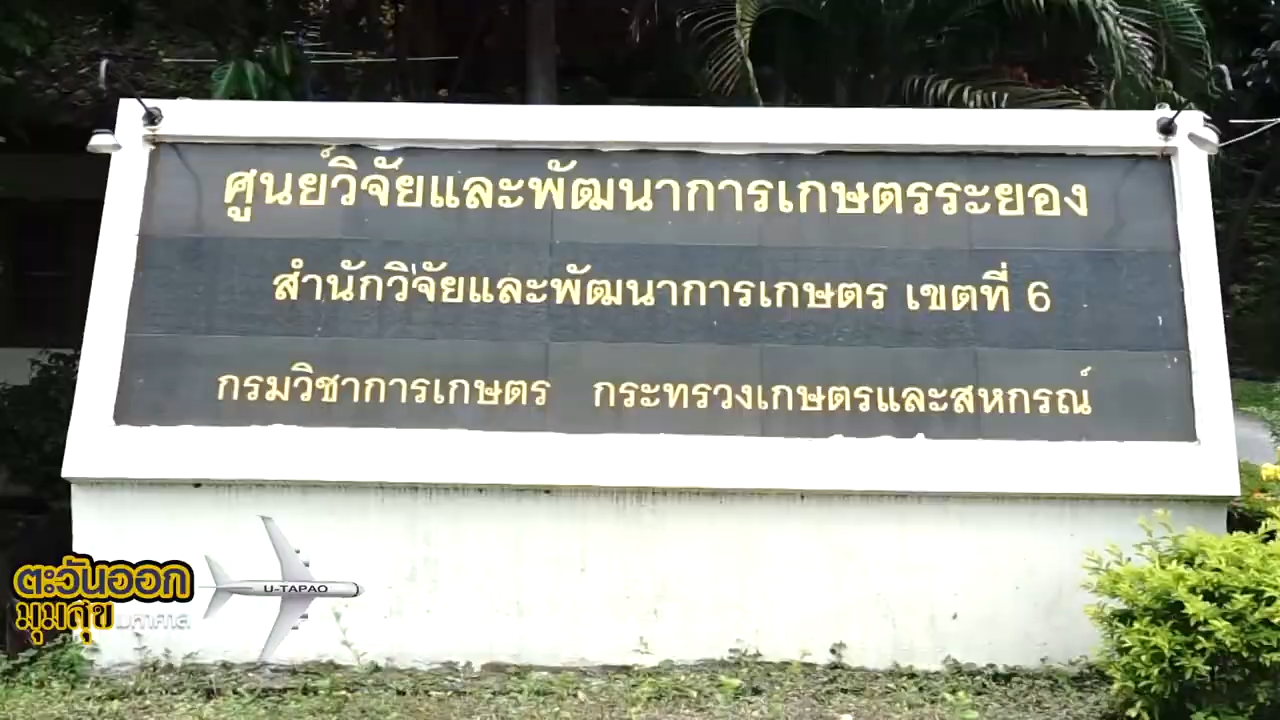 ศูนย์วิจัยและพัฒนาการเกษตรระยอง
สำนักวิจัยและพัฒนาการเกษตร เขตที่ 6
กรมวิชาการเกษตร กระทรวงเกษตรและสหกรณ์
ตะวันออก
มุมสุข
U-TAPAO